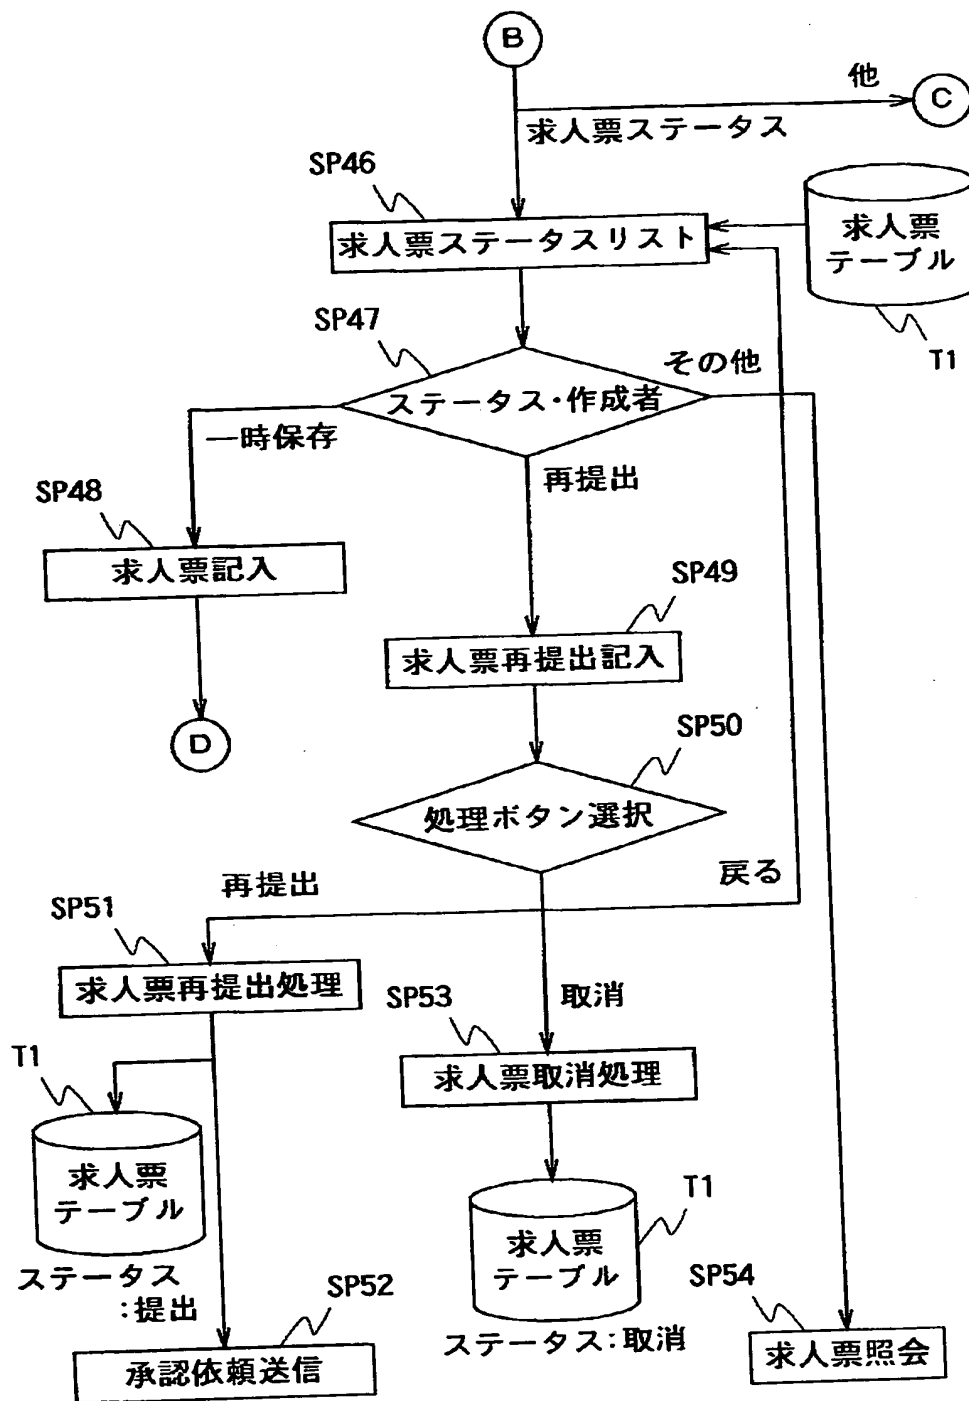 B
他
C
求人票ステータス
SP46
求人票ステータスリスト
求人票
テーブル
T1
SP47
その他
ステータス・作成者
一時保存
再提出
SP48
求人票記入
SP49
求人票再提出記入
D
SP50
処理ボタン選択
戻る
再提出
SP51
求人票再提出処理
取消
SP53
求人票取消処理
T1
求人票
テーブル
ステータス
:提出
T1
求人票
テーブル
ステータス:取消
SP52
承認依頼送信
SP54
求人票照会